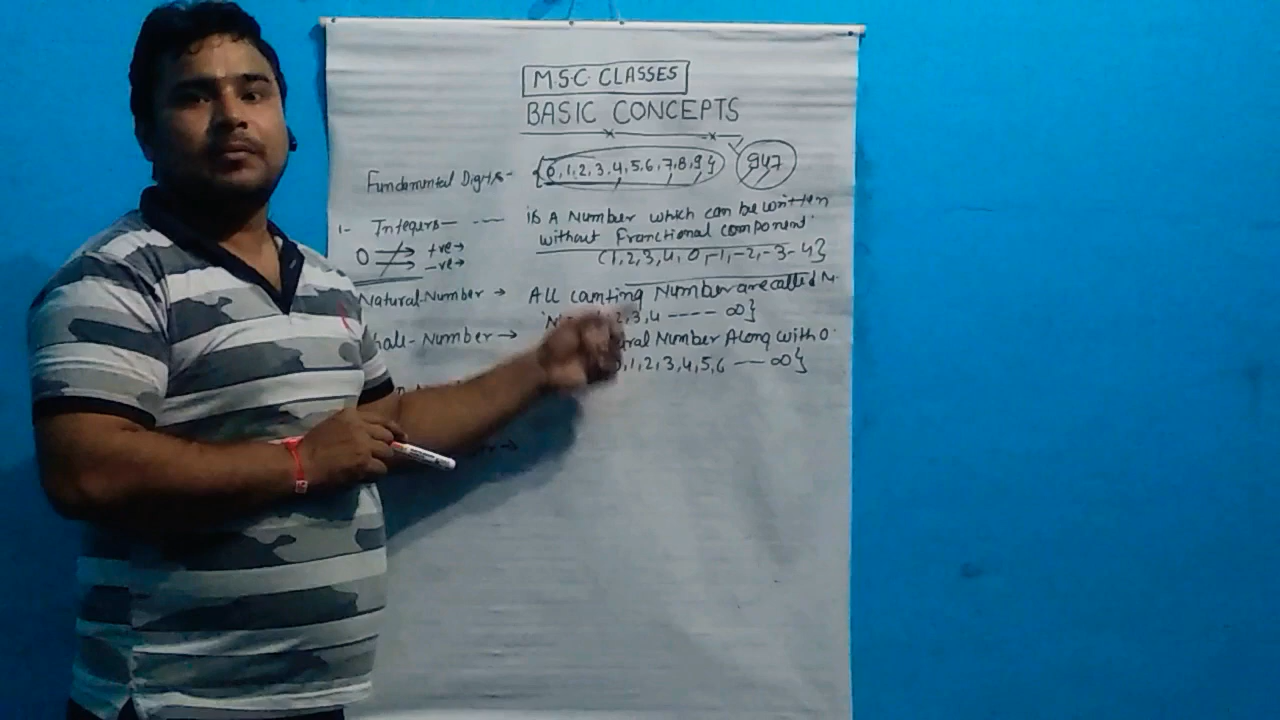 M.S.C. CLASSES
BASIC CONCEPTS
Fundamental Digits- {0,1,2,3,4,5,6,7,8,9} 947
1- Integers- ---- is A Number which can be written
without Fractional component.
0 +ve→
-ve→
(1,2,3,4,0,-1,-2,-3-4}
Natural-Number → All counting Number are called N.
2,3,4 ---- ∞}
hole-Number → ural Number Along with 0
0,1,2,3,4,5,6 --- ∞}